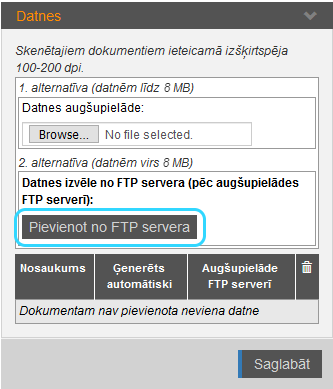 Datnes
Skenētajiem dokumentiem ieteicamā izšķirtspēja
100-200 dpi.
1. alternatīva (datnēm līdz 8 MB)
Datnes augšupielāde:
Browse... No file selected.
2. alternatīva (datnēm virs 8 MB)
Datnes izvēle no FTP servera (pēc augšupielādes
FTP serverī):
Pievienot no FTP servera
Nosaukums Ģenerēts Augšupielāde
automātiski FTP serverī
Dokumentam nav pievienota neviena datne
Saglabāt